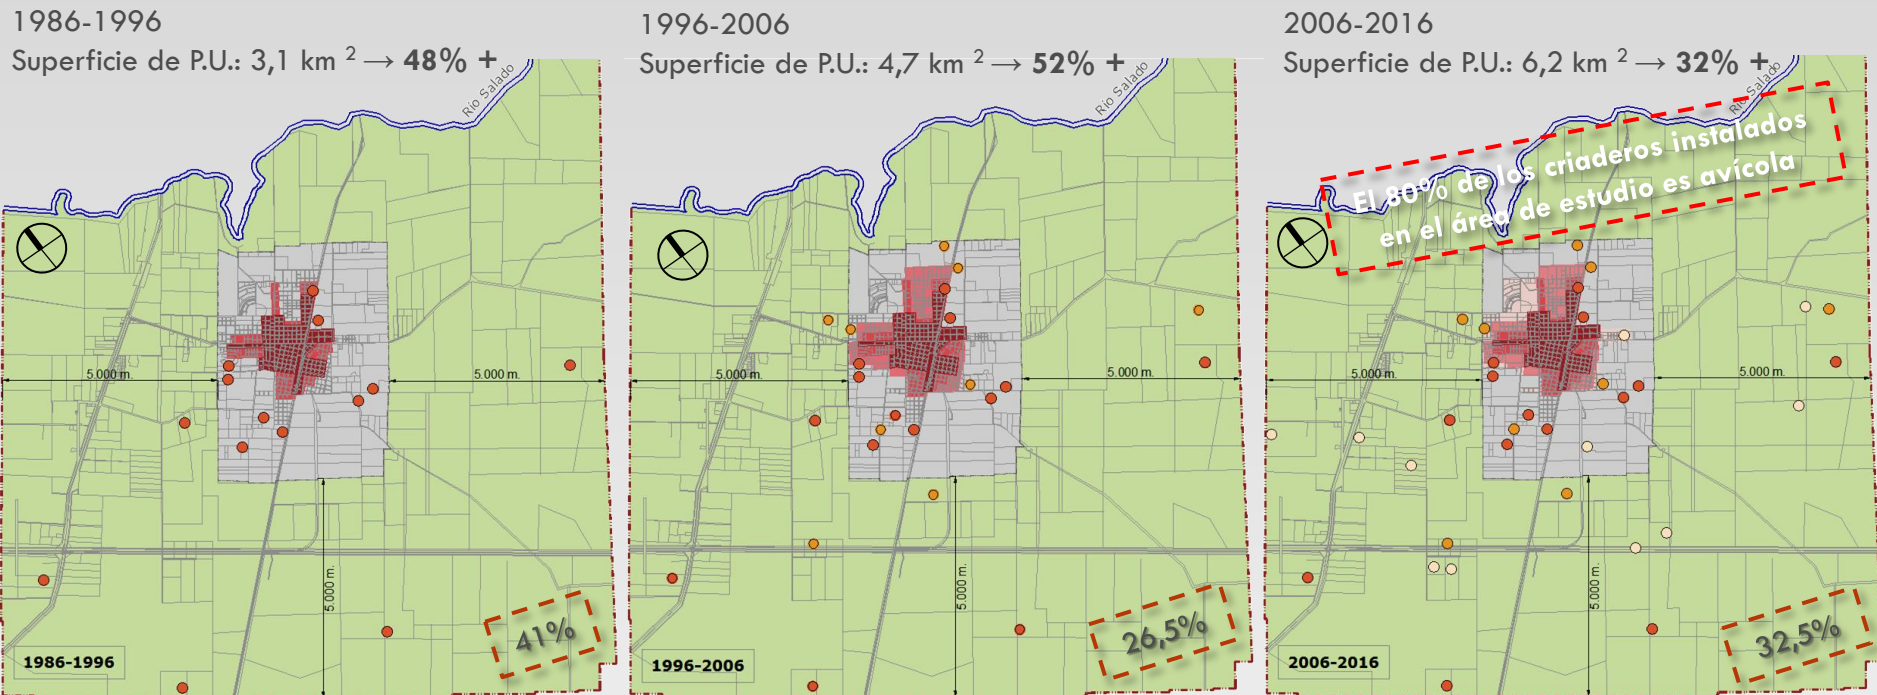 1986-1996
Superficie de P.U.: 3,1 km ² → 48% +
Río Salado
5.000 m.
5.000 m.
5.000 m.
41%
1986-1996
1996-2006
Superficie de P.U.: 4,7 km ² → 52% +
Río Salado
5.000 m.
5.000 m.
5.000 m.
26,5%
1996-2006
2006-2016
Superficie de P.U.: 6,2 km ² → 32% +
Río Salado
El 80% de los criaderos instalados
en el área de estudio es avícola
5.000 m.
5.000 m.
5.000 m.
32,5%
2006-2016